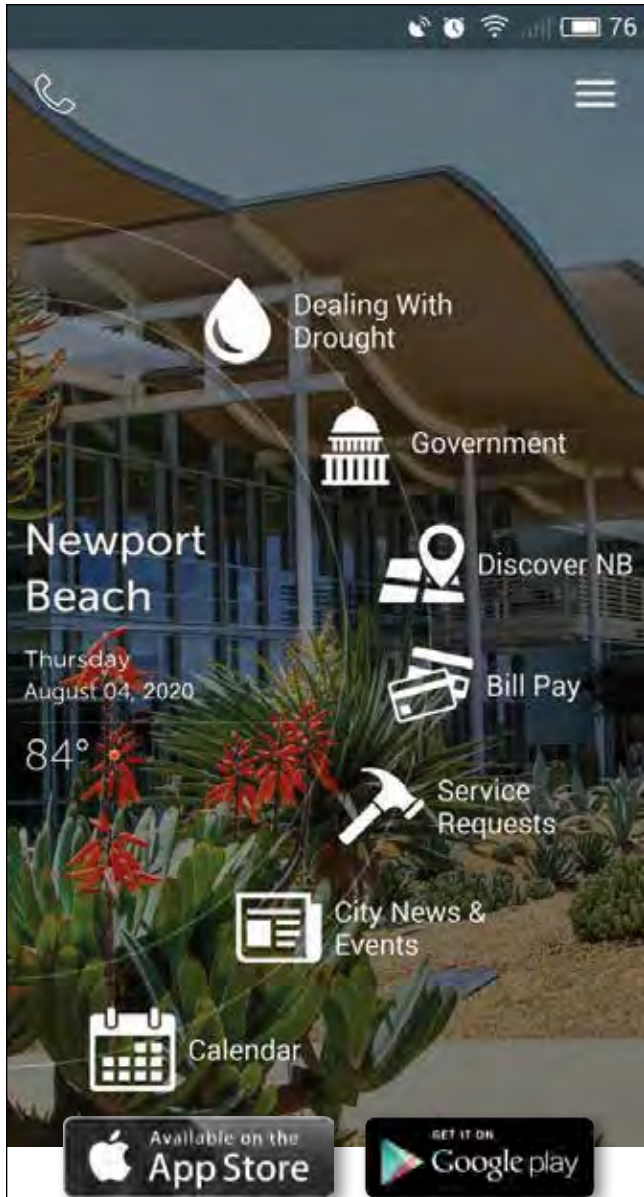 76
Dealing With
Drought
Government
Newport
Beach
Discover NB
Thursday
August 04, 2020
Bill Pay
84°
Service
Requests
City News &
Events
Calendar
Available on the
App Store
GET IT ON
Google play